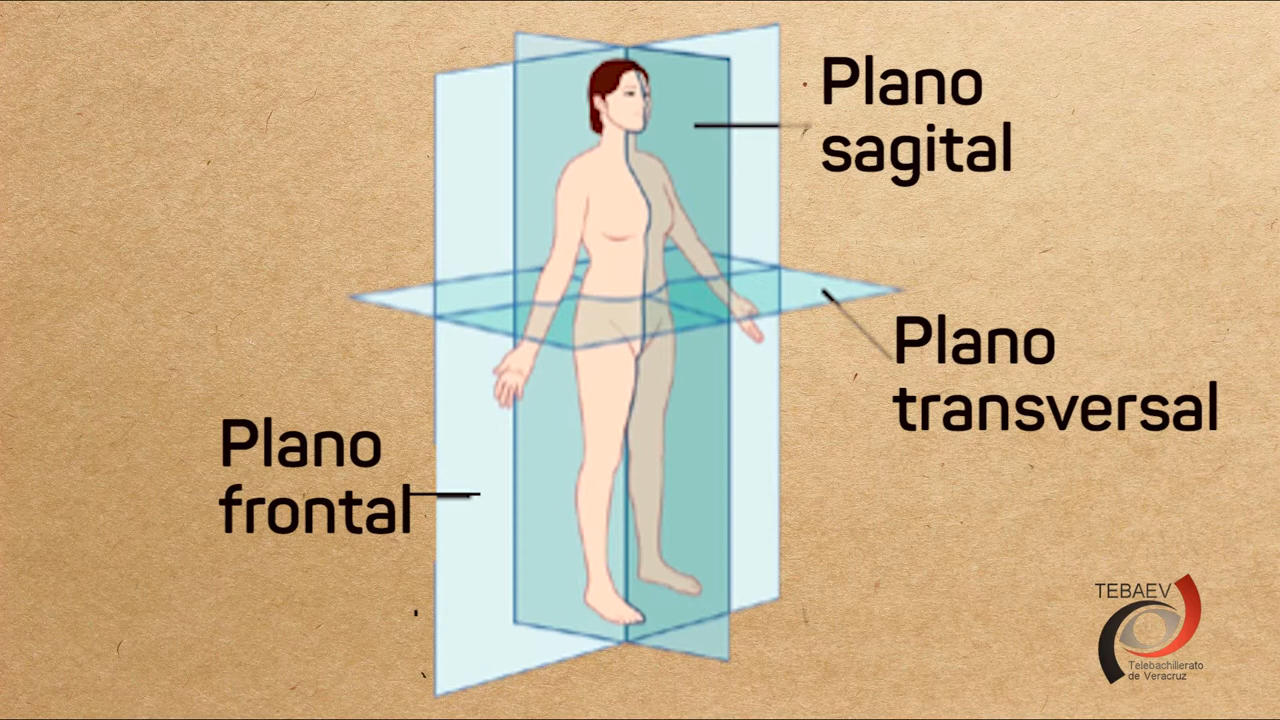 Plano
sagital
Plano
transversal
Plano
frontal
TEBAEV
Telebachillerato
de Veracruz